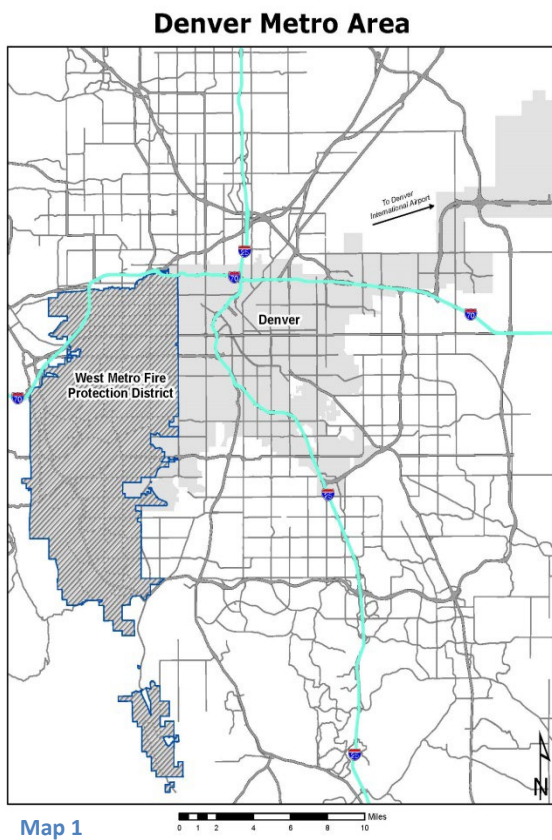 Denver Metro Area
To Denver
International Airport
25
70
Denver
70
West Metro Fire
Protection District
70
25
25
N
Map 1
Miles
0 1 2 4 6 8 10